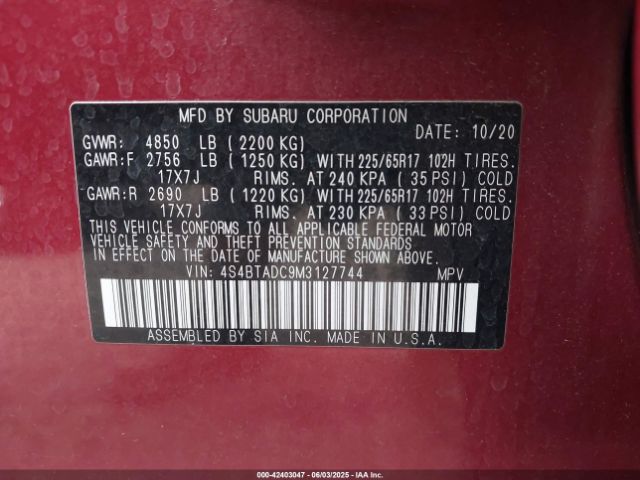 MFD BY SUBARU CORPORATION
DATE: 10/20
GVWR: 4850 LB (2200 KG)
GAWR:F 2756 LB (1250 KG) WITH 225/65R17 102H TIRES.
17X7J RIMS. AT 240 KPA (35 PSI) COLD
GAWR:R 2690 LB (1220 KG) WITH 225/65R17 102H TIRES.
17X7J RIMS. AT 230 KPA (33 PSI) COLD
THIS VEHICLE CONFORMS TO ALL APPLICABLE FEDERAL MOTOR
VEHICLE SAFETY AND THEFT PREVENTION STANDARDS
IN EFFECT ON THE DATE OF MANUFACTURE SHOWN ABOVE.
VIN: 4S4BTADC9M3127744 MPV
ASSEMBLED BY SIA INC. MADE IN U.S.A.
000-42403047 - 06/03/2025 - IAAI.com